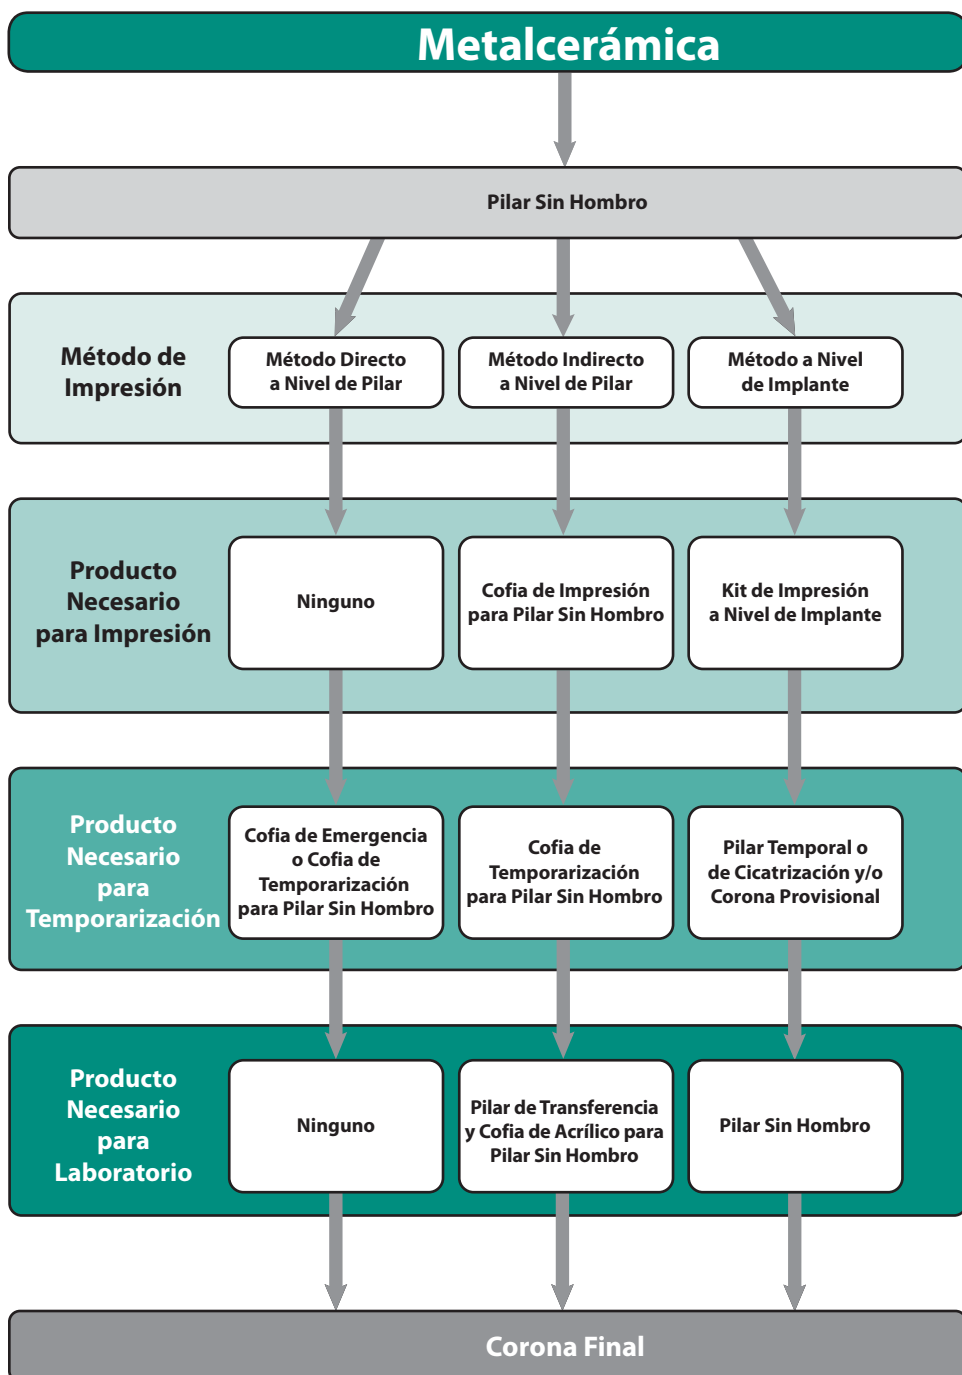 Metalcerámica
Pilar Sin Hombro
Método de
Impresión
Método Directo
a Nivel de Pilar
Método Indirecto
a Nivel de Pilar
Método a Nivel
de Implante
Producto
Necesario
para Impresión
Ninguno
Cofia de Impresión
para Pilar Sin Hombro
Kit de Impresión
a Nivel de Implante
Producto
Necesario
para
Temporarización
Cofia de Emergencia
o Cofia de
Temporarización
para Pilar Sin Hombro
Cofia de
Temporarización
para Pilar Sin Hombro
Pilar Temporal o
de Cicatrización y/o
Corona Provisional
Producto
Necesario
para
Laboratorio
Ninguno
Pilar de Transferencia
y Cofia de Acrílico para
Pilar Sin Hombro
Pilar Sin Hombro
Corona Final